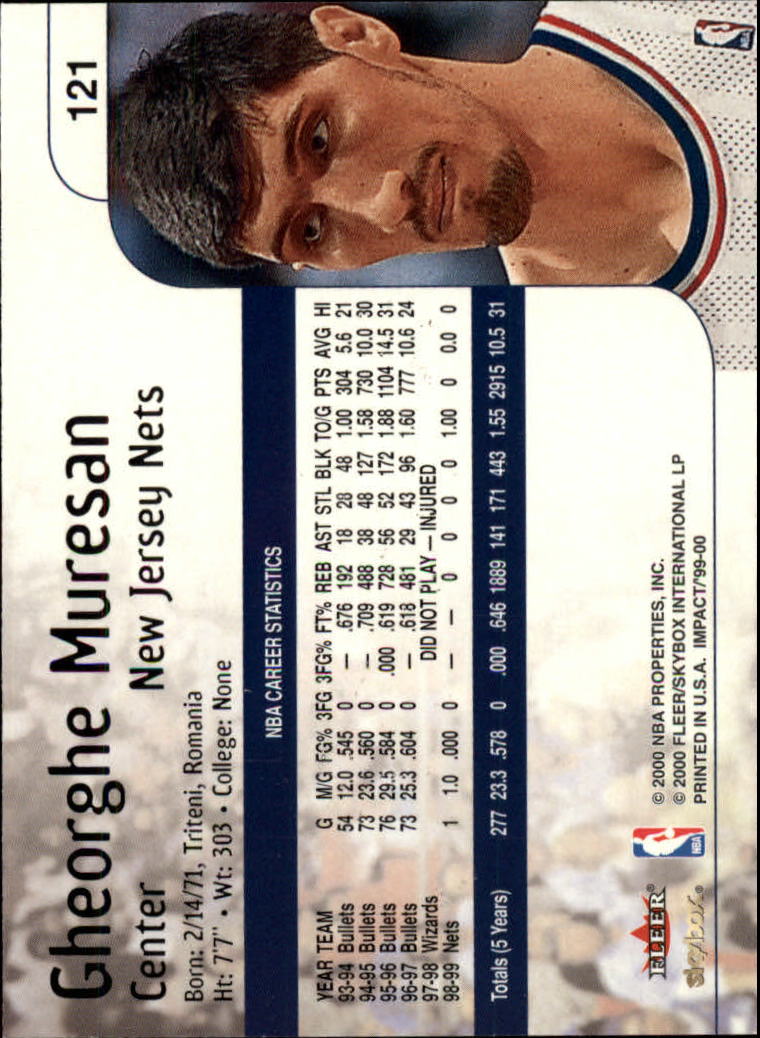 121
Gheorghe Muresan
Center New Jersey Nets
Born: 2/14/71, Triteni, Romania
Ht: 7'7" • Wt: 303 • College: None
NBA CAREER STATISTICS
YEAR TEAM G M/G FG% 3FG 3FG% FT% REB AST STL BLK TO/G PTS AVG HI
93-94 Bullets 54 12.0 .545 0 — .676 192 18 28 48 1.00 304 5.6 21
94-95 Bullets 73 23.6 .560 0 — .709 488 38 48 127 1.58 730 10.0 30
95-96 Bullets 76 29.5 .584 0 .000 .619 728 56 52 172 1.88 1104 14.5 31
96-97 Bullets 73 25.3 .604 0 — .618 481 29 43 96 1.60 777 10.6 24
97-98 Wizards DID NOT PLAY — INJURED
98-99 Nets 1 1.0 .000 0 — — 0 0 0 0 1.00 0 0.0 0
Totals (5 Years) 277 23.3 .578 0 .000 .646 1889 141 171 443 1.55 2915 10.5 31
FLEER®
skybox®
NBA
© 2000 NBA PROPERTIES, INC.
© 2000 FLEER/SKYBOX INTERNATIONAL LP
PRINTED IN U.S.A. IMPACT/'99-00
NBA